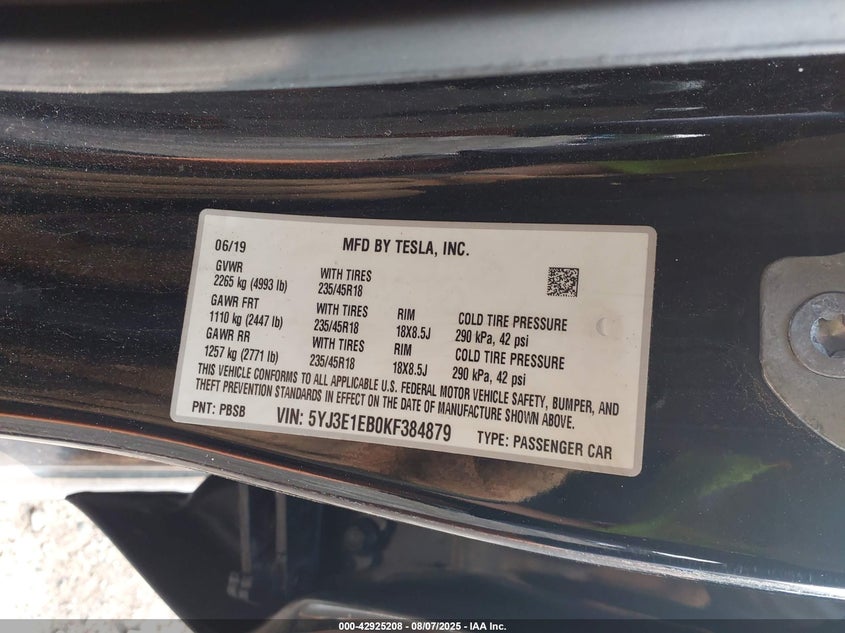 06/19 MFD BY TESLA, INC.
GVWR WITH TIRES
2265 kg (4993 lb) 235/45R18
GAWR FRT WITH TIRES RIM COLD TIRE PRESSURE
1110 kg (2447 lb) 235/45R18 18X8.5J 290 kPa, 42 psi
GAWR RR WITH TIRES RIM COLD TIRE PRESSURE
1257 kg (2771 lb) 235/45R18 18X8.5J 290 kPa, 42 psi
THIS VEHICLE CONFORMS TO ALL APPLICABLE U.S. FEDERAL MOTOR VEHICLE SAFETY, BUMPER, AND
THEFT PREVENTION STANDARDS IN EFFECT ON THE DATE OF MANUFACTURE SHOWN ABOVE.
PNT: PBSB VIN: 5YJ3E1EB0KF384879 TYPE: PASSENGER CAR
000-42925208 - 08/07/2025 - IAA Inc.